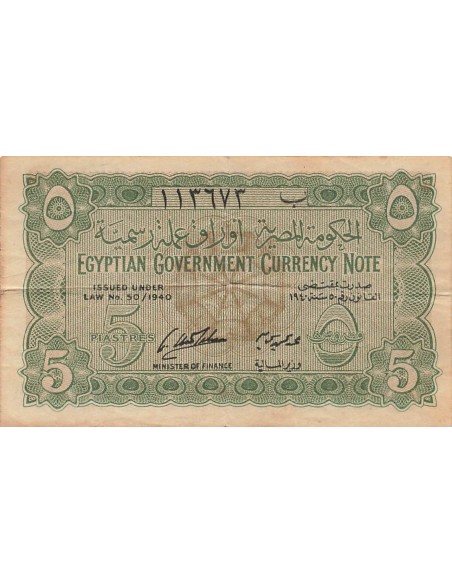 ٥ ١١٣٦٧٣ ب ٥
الحكومة المصرية أوراق عملة رسمية
EGYPTIAN GOVERNMENT CURRENCY NOTE
ISSUED UNDER
LAW No. 50/1940
صدرت بمقتضى
القانون رقم ٥٠ سنة ١٩٤٠
5
PIASTRES
٥
MINISTER OF FINANCE
وزير المالية
5 5